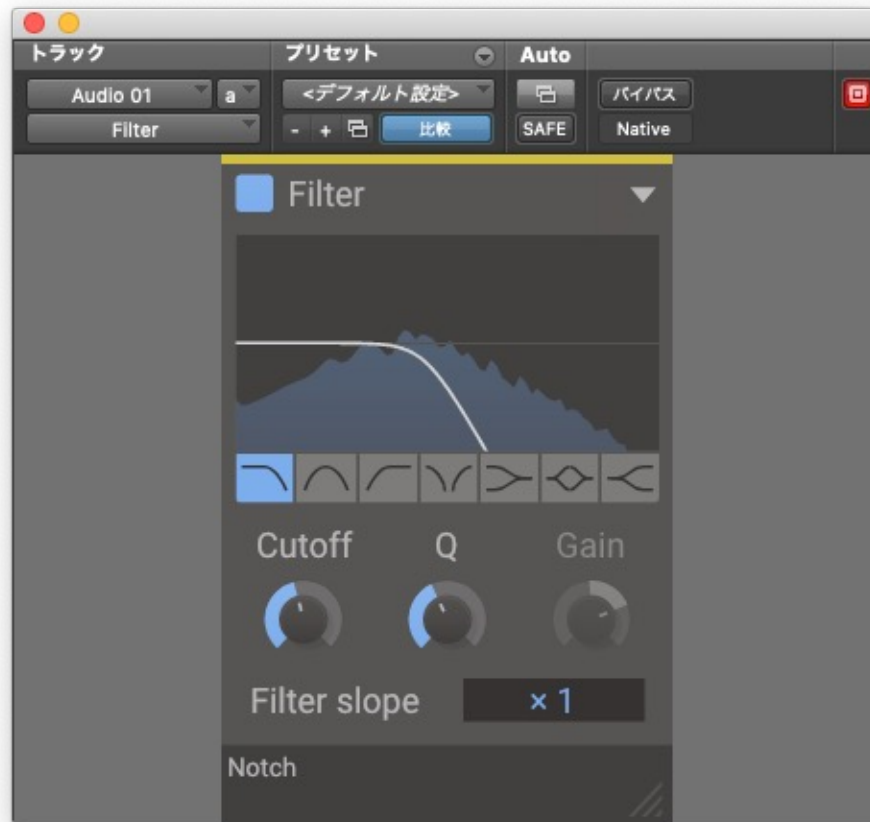 トラック プリセット Auto
Audio 01 a <デフォルト設定> バイパス
Filter - + 比較 SAFE Native
Filter
Cutoff Q Gain
Filter slope × 1
Notch